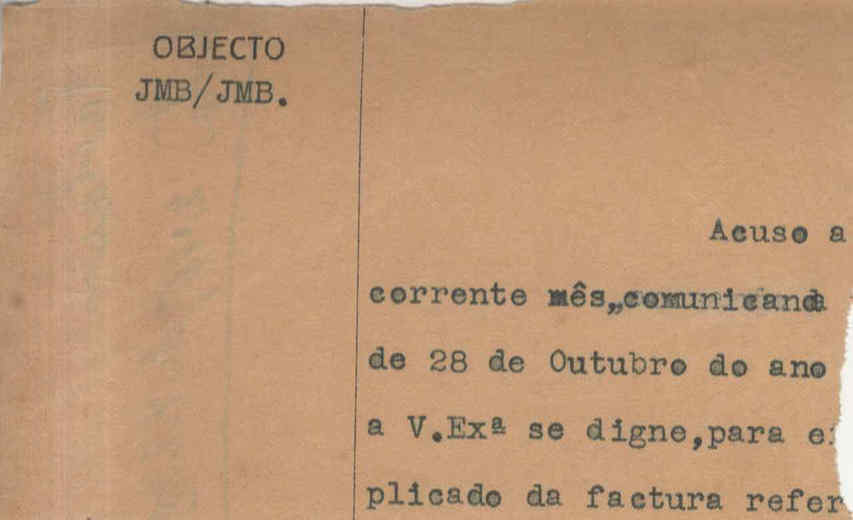 OBJECTO
JMB/JMB.
Acuso a
corrente mês,,comunicand
de 28 de Outubro do ano
a V.Exª se digne,para e
plicado da factura refer